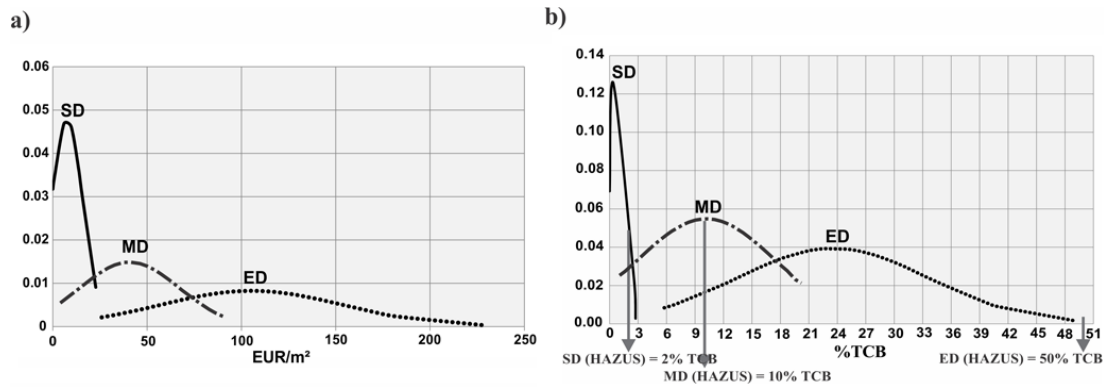 a)
0.06
0.05
0.04
0.03
0.02
0.01
0
SD
MD
ED
0 50 100 150 200 250
EUR/m²
b)
0.14
0.12
0.10
0.08
0.06
0.04
0.02
0.00
SD
MD
ED
0 3 6 9 12 15 18 21 24 27 30 33 36 39 42 45 48 51
%TCB
SD (HAZUS) = 2% TCB
ED (HAZUS) = 50% TCB
MD (HAZUS) = 10% TCB